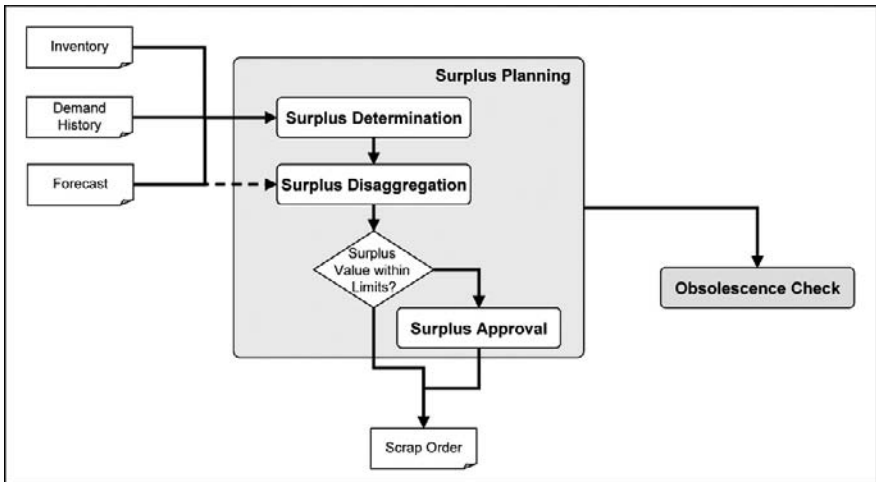 Inventory
Demand
History
Forecast
Surplus Planning
Surplus Determination
Surplus Disaggregation
Surplus
Value within
Limits?
Surplus Approval
Obsolescence Check
Scrap Order